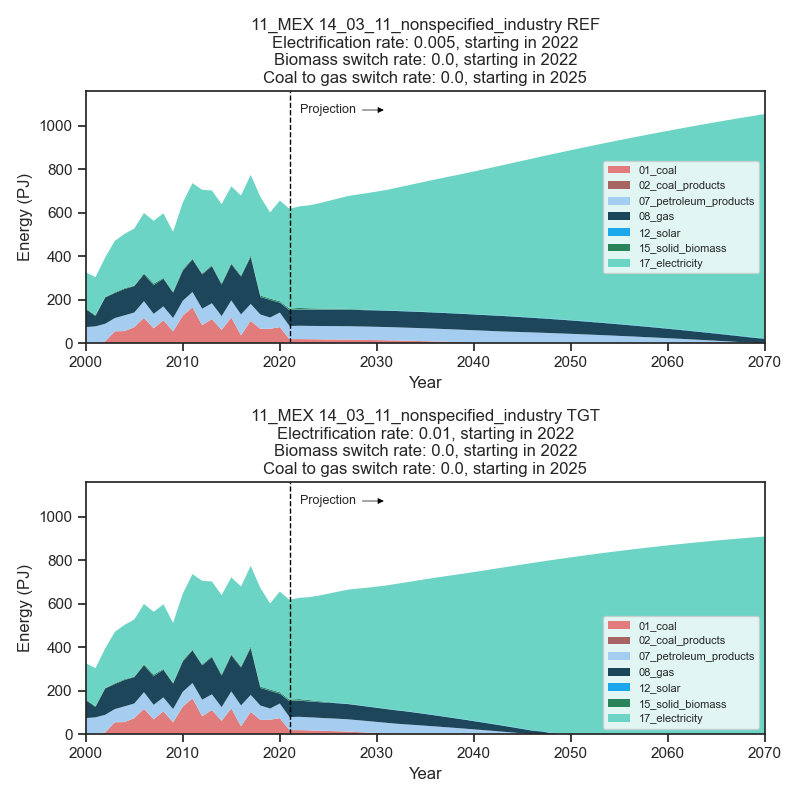 11_MEX 14_03_11_nonspecified_industry REF
Electrification rate: 0.005, starting in 2022
Biomass switch rate: 0.0, starting in 2022
Coal to gas switch rate: 0.0, starting in 2025
Projection
1000
800
600
400
200
0
Energy (PJ)
01_coal
02_coal_products
07_petroleum_products
08_gas
12_solar
15_solid_biomass
17_electricity
2000 2010 2020 2030 2040 2050 2060 2070
Year
11_MEX 14_03_11_nonspecified_industry TGT
Electrification rate: 0.01, starting in 2022
Biomass switch rate: 0.0, starting in 2022
Coal to gas switch rate: 0.0, starting in 2025
Projection
1000
800
600
400
200
0
Energy (PJ)
01_coal
02_coal_products
07_petroleum_products
08_gas
12_solar
15_solid_biomass
17_electricity
2000 2010 2020 2030 2040 2050 2060 2070
Year